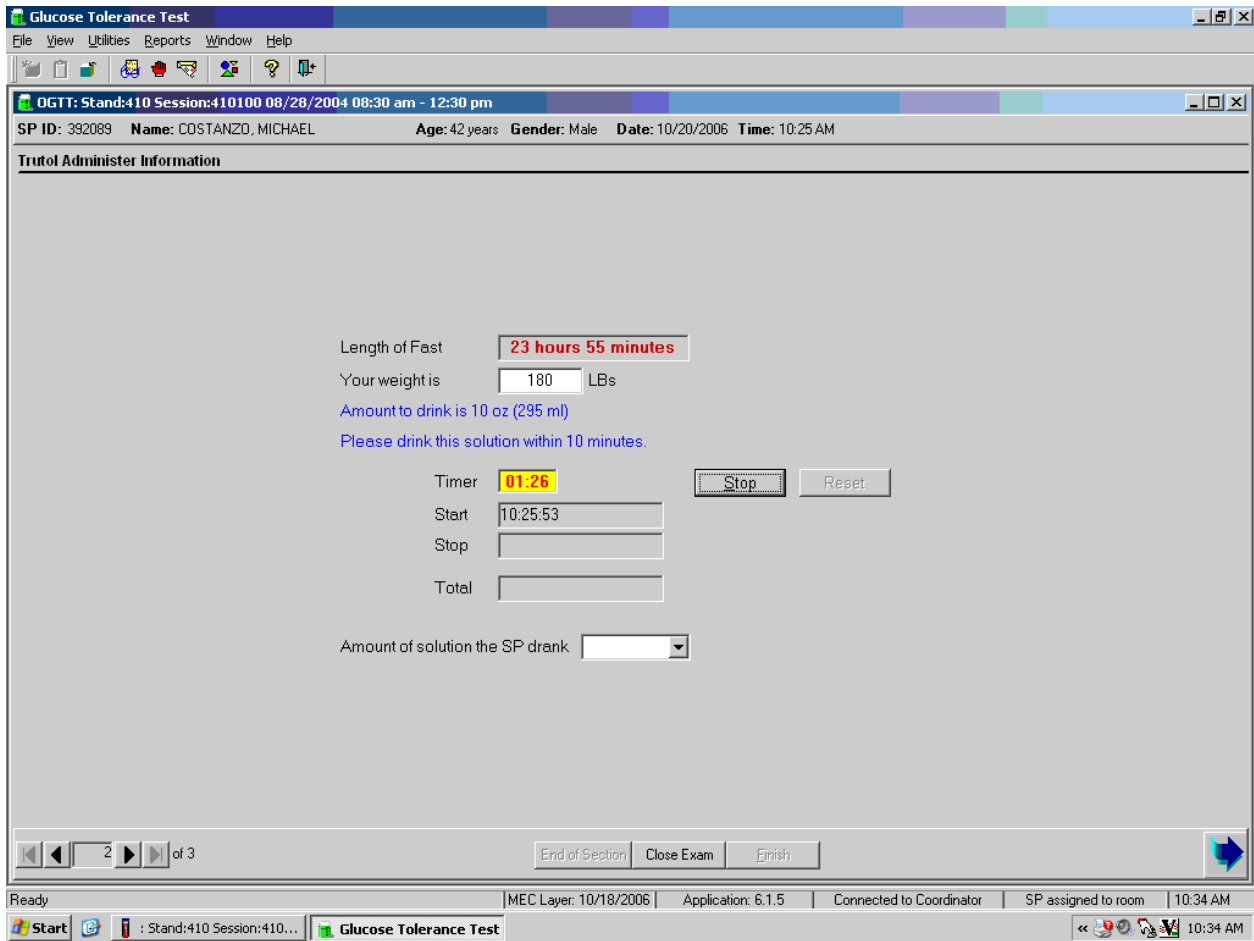 Glucose Tolerance Test
File View Utilities Reports Window Help
OGTT: Stand:410 Session:410100 08/28/2004 08:30 am - 12:30 pm
SP ID: 392089 Name: COSTANZO, MICHAEL Age: 42 years Gender: Male Date: 10/20/2006 Time: 10:25 AM
Trutol Administer Information
Length of Fast 23 hours 55 minutes
Your weight is 180 LBs
Amount to drink is 10 oz (295 ml)
Please drink this solution within 10 minutes.
Timer 01:26 Stop Reset
Start 10:25:53
Stop
Total
Amount of solution the SP drank
2 of 3 End of Section Close Exam Finish
Ready MEC Layer: 10/18/2006 Application: 6.1.5 Connected to Coordinator SP assigned to room 10:34 AM
Start : Stand:410 Session:410... Glucose Tolerance Test « 10:34 AM